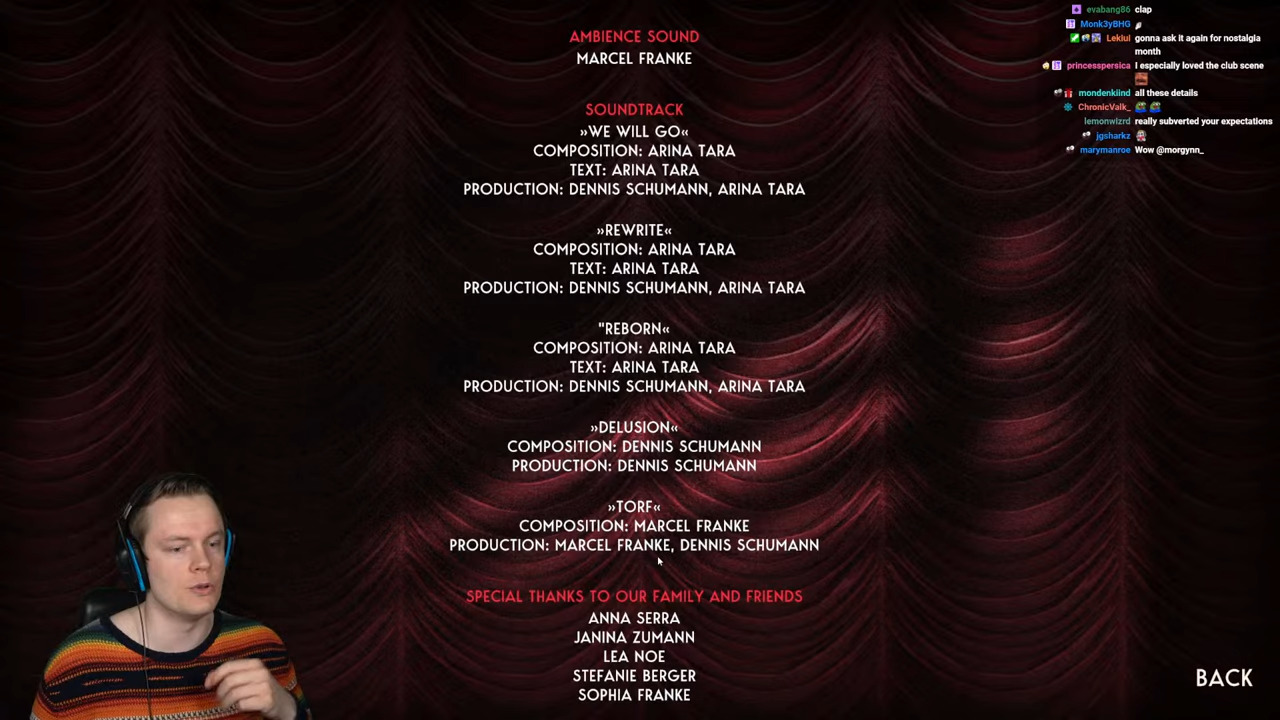 AMBIENCE SOUND
MARCEL FRANKE
SOUNDTRACK
»WE WILL GO«
COMPOSITION: ARINA TARA
TEXT: ARINA TARA
PRODUCTION: DENNIS SCHUMANN, ARINA TARA
»REWRITE«
COMPOSITION: ARINA TARA
TEXT: ARINA TARA
PRODUCTION: DENNIS SCHUMANN, ARINA TARA
"REBORN«
COMPOSITION: ARINA TARA
TEXT: ARINA TARA
PRODUCTION: DENNIS SCHUMANN, ARINA TARA
»DELUSION«
COMPOSITION: DENNIS SCHUMANN
PRODUCTION: DENNIS SCHUMANN
»TORF«
COMPOSITION: MARCEL FRANKE
PRODUCTION: MARCEL FRANKE, DENNIS SCHUMANN
SPECIAL THANKS TO OUR FAMILY AND FRIENDS
ANNA SERRA
JANINA ZUMANN
LEA NOE
STEFANIE BERGER
SOPHIA FRANKE
evabang86 clap
Monk3yBHG
Lekiul gonna ask it again for nostalgia
month
princesspersica I especially loved the club scene
mondenkiind all these details
ChronicValk_
lemonwizrd really subverted your expectations
jgsharkz
marymanroe Wow @morgynn_
BACK